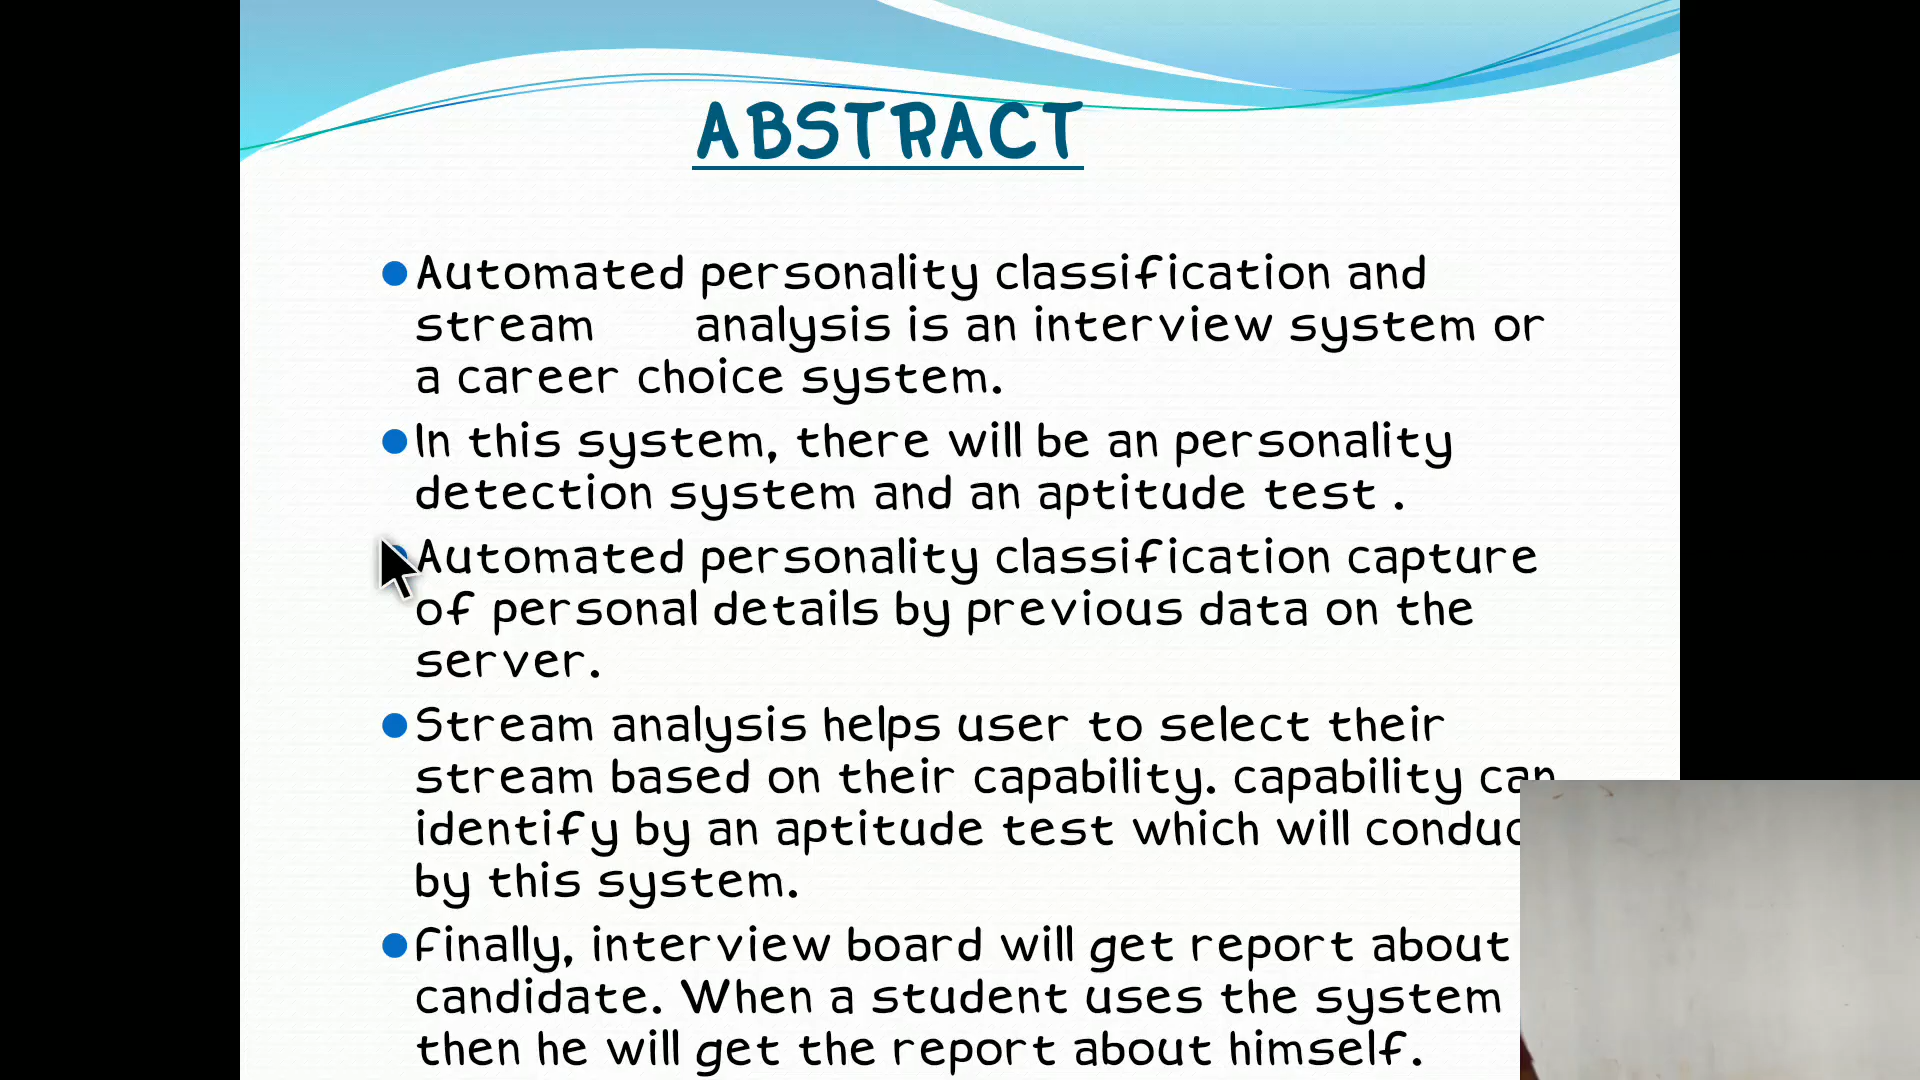 ABSTRACT
Automated personality classification and
stream analysis is an interview system or
a career choice system.
In this system, there will be an personality
detection system and an aptitude test .
Automated personality classification capture
of personal details by previous data on the
server.
Stream analysis helps user to select their
stream based on their capability. capability can
identify by an aptitude test which will
by this system.
Finally, interview board will get report about
candidate. When a student uses the system
then he will get the report about himself.